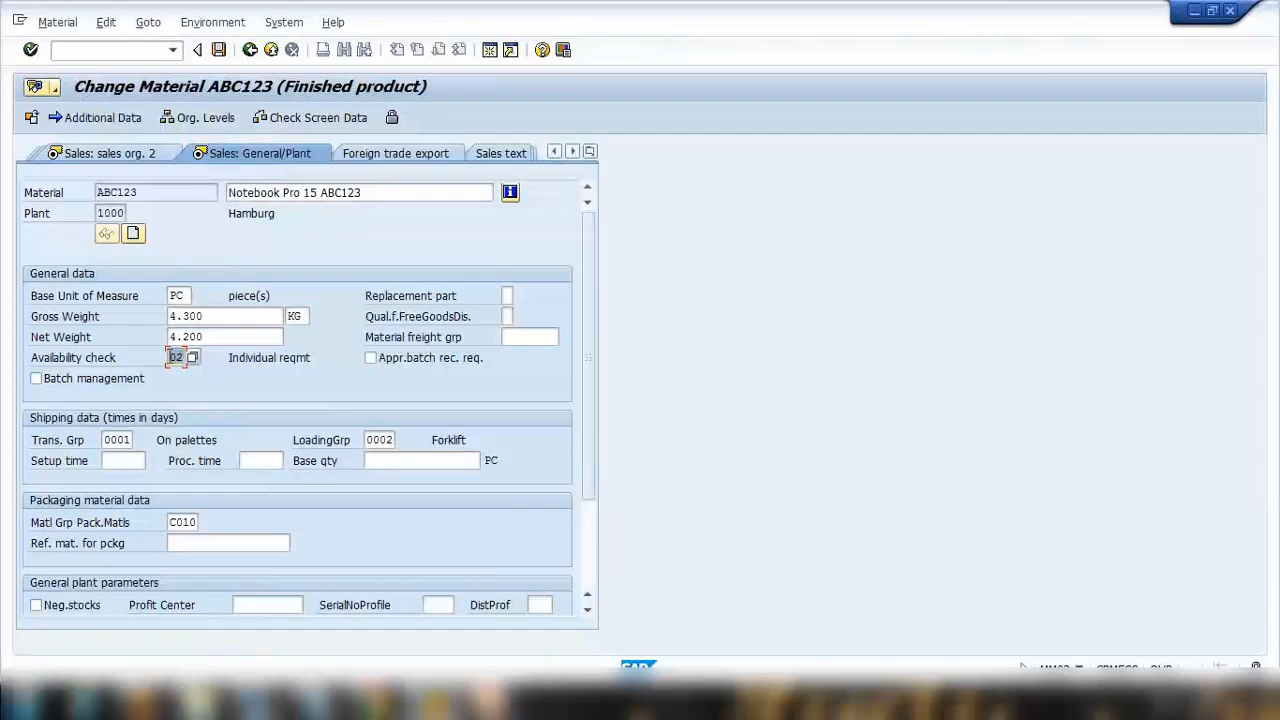 Material Edit Goto Environment System Help
Change Material ABC123 (Finished product)
Additional Data Org. Levels Check Screen Data
Sales: sales org. 2 Sales: General/Plant Foreign trade export Sales text
Material ABC123 Notebook Pro 15 ABC123
Plant 1000 Hamburg
General data
Base Unit of Measure PC piece(s) Replacement part
Gross Weight 4.300 KG Qual.f.FreeGoodsDis.
Net Weight 4.200 Material freight grp
Availability check 02 Individual reqmt Appr.batch rec. req.
Batch management
Shipping data (times in days)
Trans. Grp 0001 On palettes LoadingGrp 0002 Forklift
Setup time Proc. time Base qty PC
Packaging material data
Matl Grp Pack.Matls C010
Ref. mat. for pckg
General plant parameters
Neg.stocks Profit Center SerialNoProfile DistProf
SAP